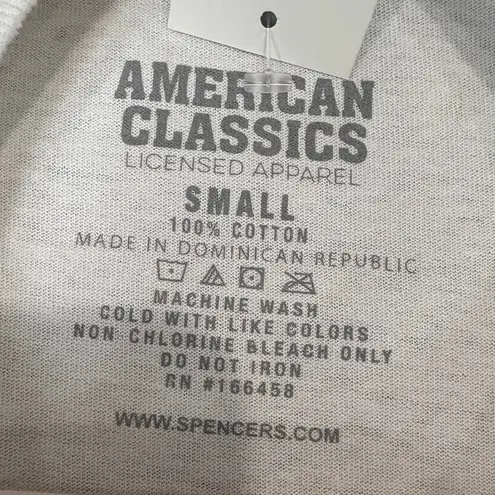 AMERICAN
CLASSICS
LICENSED APPAREL
SMALL
100% COTTON
MADE IN DOMINICAN REPUBLIC
MACHINE WASH
COLD WITH LIKE COLORS
NON CHLORINE BLEACH ONLY
DO NOT IRON
RN #166458
WWW.SPENCERS.COM